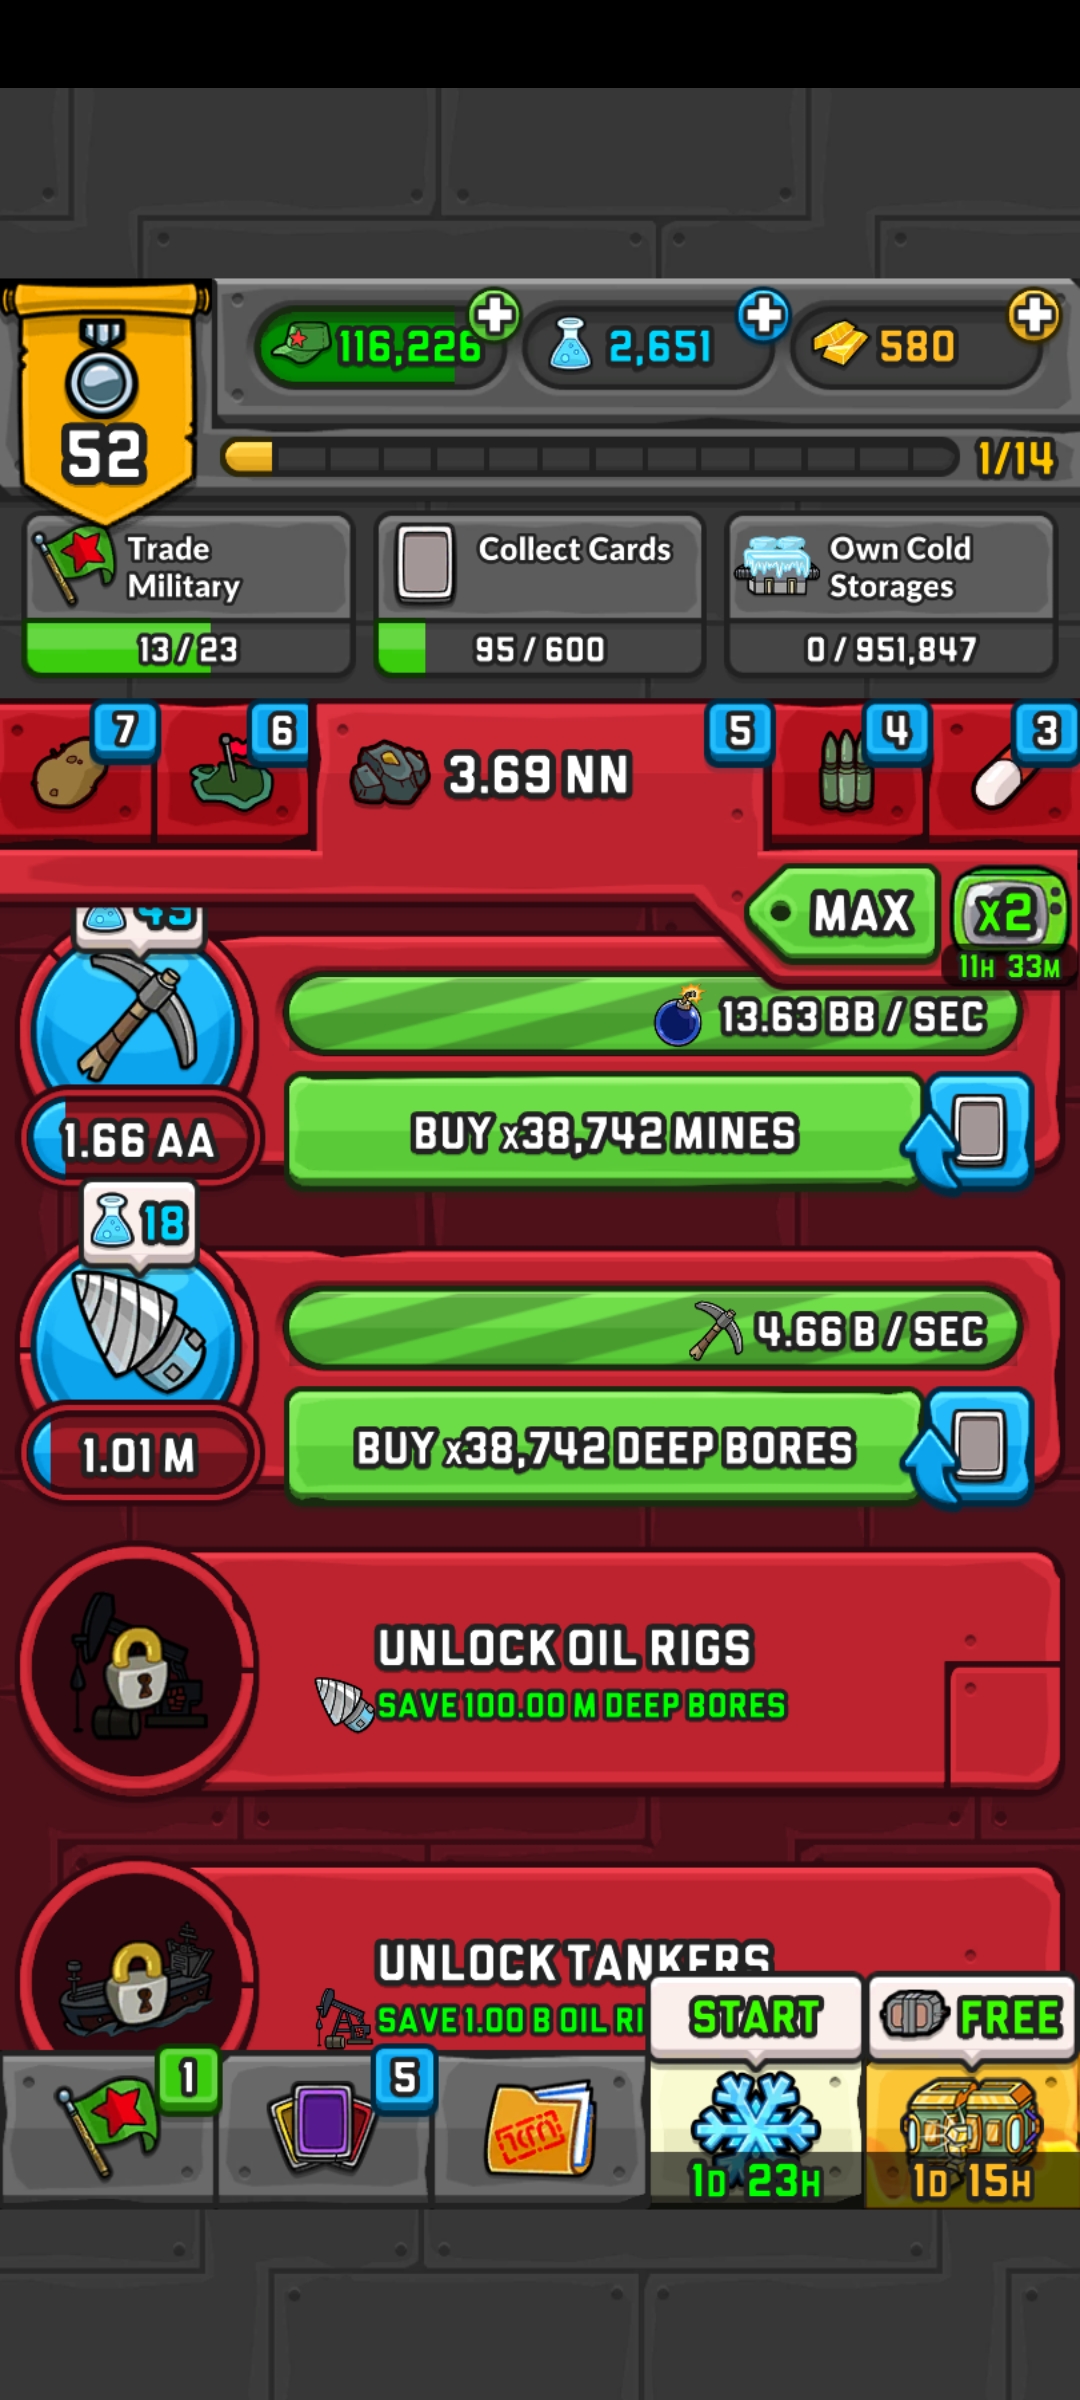 116,226
2,651
580
52
1/14
Trade
Military
Collect Cards
Own Cold
Storages
13/23
95/600
0/951,847
7
6
3.69 NN
5
4
3
MAX
x2
11H 33M
45
13.63 BB / SEC
1.66 AA
BUY x38,742 MINES
18
4.66 B / SEC
1.01 M
BUY x38,742 DEEP BORES
UNLOCK OIL RIGS
SAVE 100.00 M DEEP BORES
UNLOCK TANKERS
SAVE 1.00 B OIL RI
START
FREE
1
5
1D 23H
1D 15H